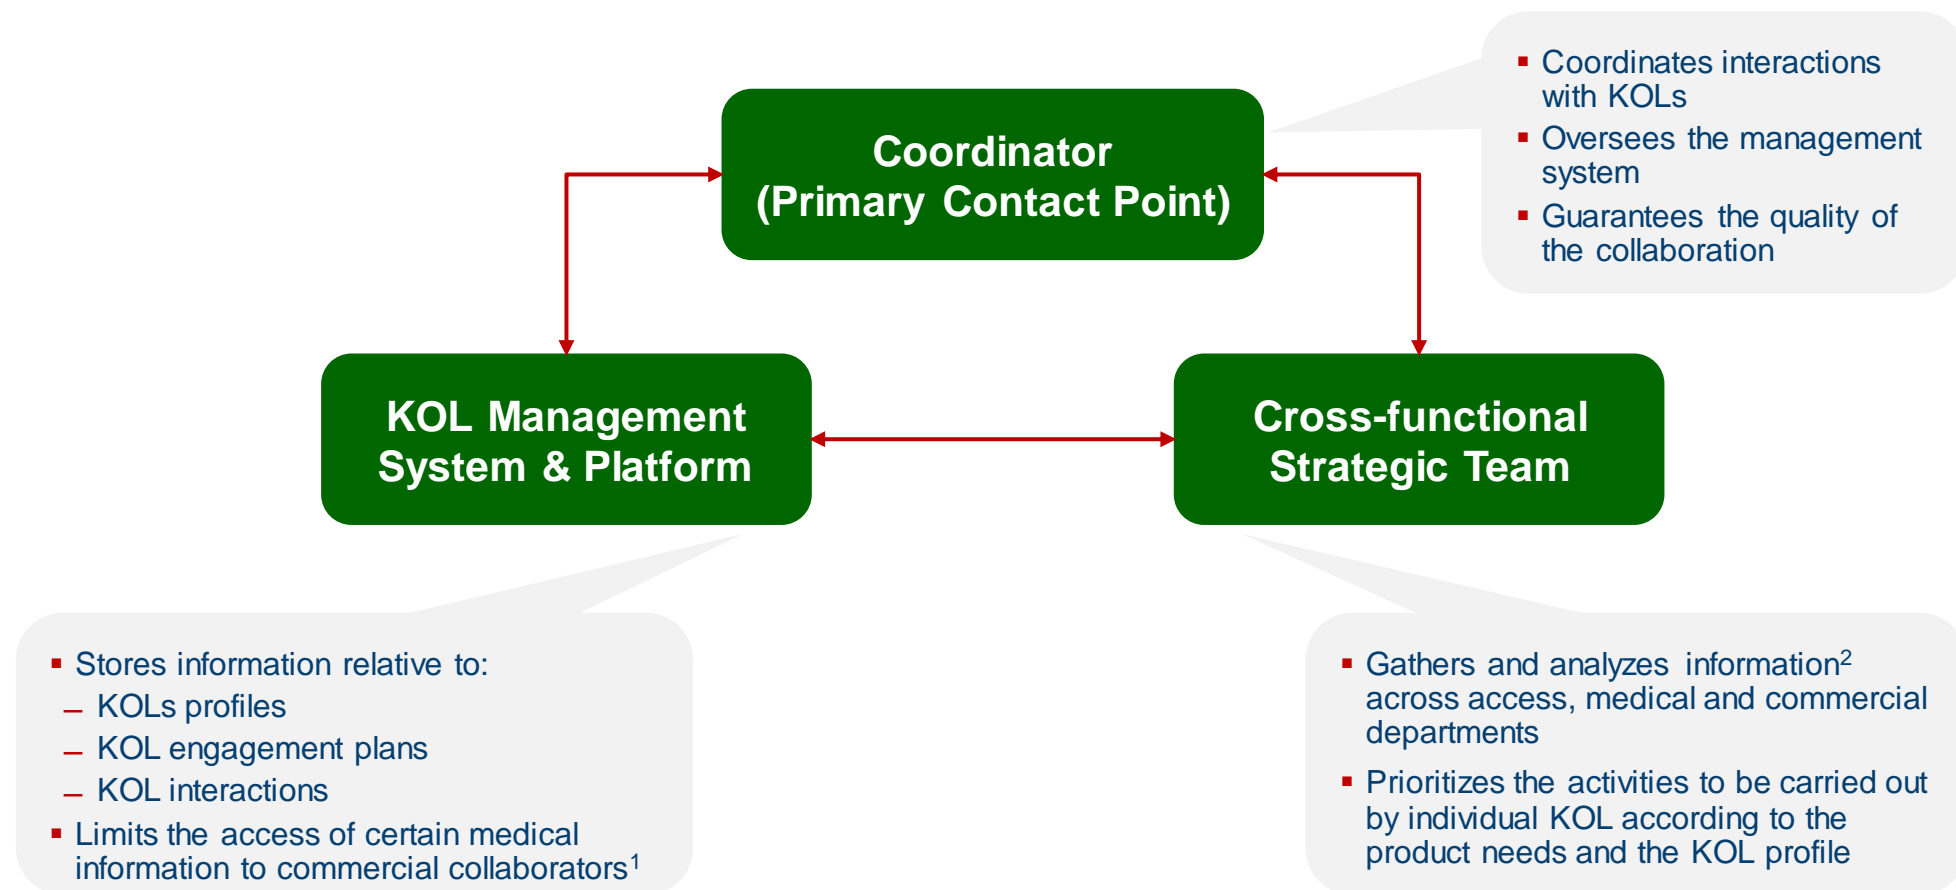 Coordinates interactions
with KOLs
Oversees the management
system
Guarantees the quality of
the collaboration
Coordinator
(Primary Contact Point)
KOL Management
System & Platform
Cross-functional
Strategic Team
Stores information relative to:
– KOLs profiles
– KOL engagement plans
– KOL interactions
Limits the access of certain medical
information to commercial collaborators¹
Gathers and analyzes information²
across access, medical and commercial
departments
Prioritizes the activities to be carried out
by individual KOL according to the
product needs and the KOL profile